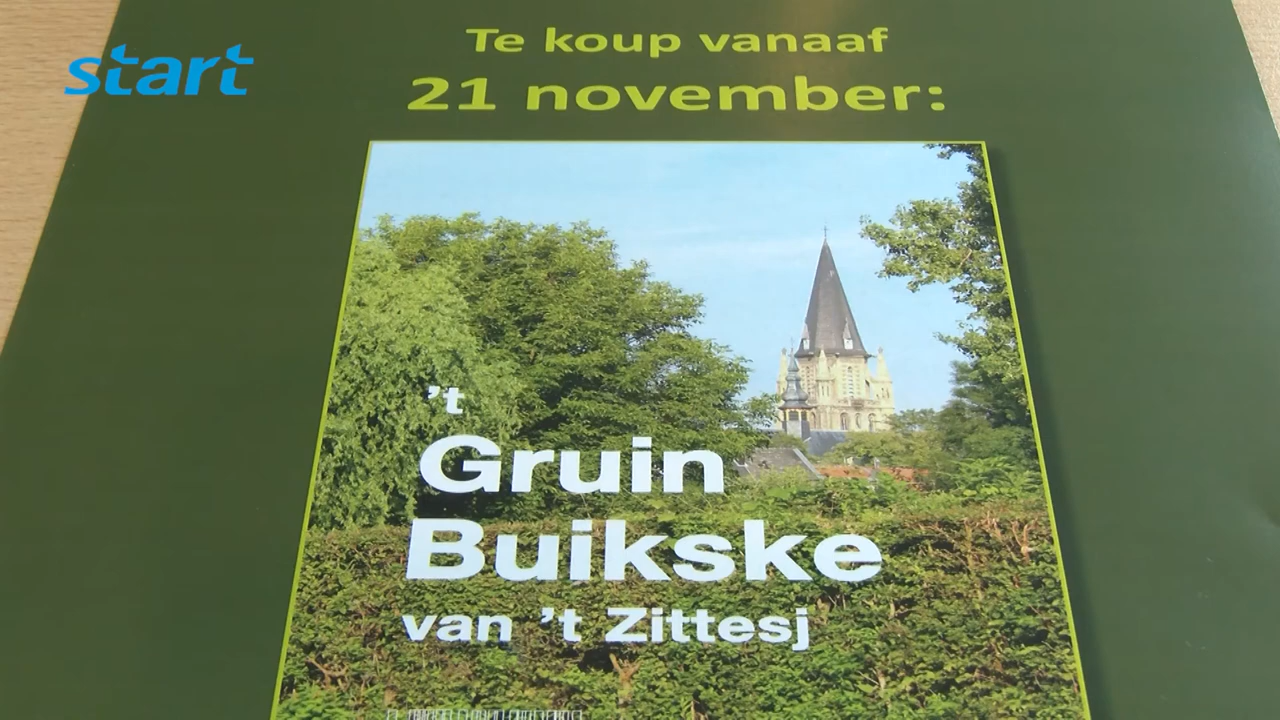 start
Te koup vanaaf
21 november:
't
Gruin
Buikske
van 't Zittesj